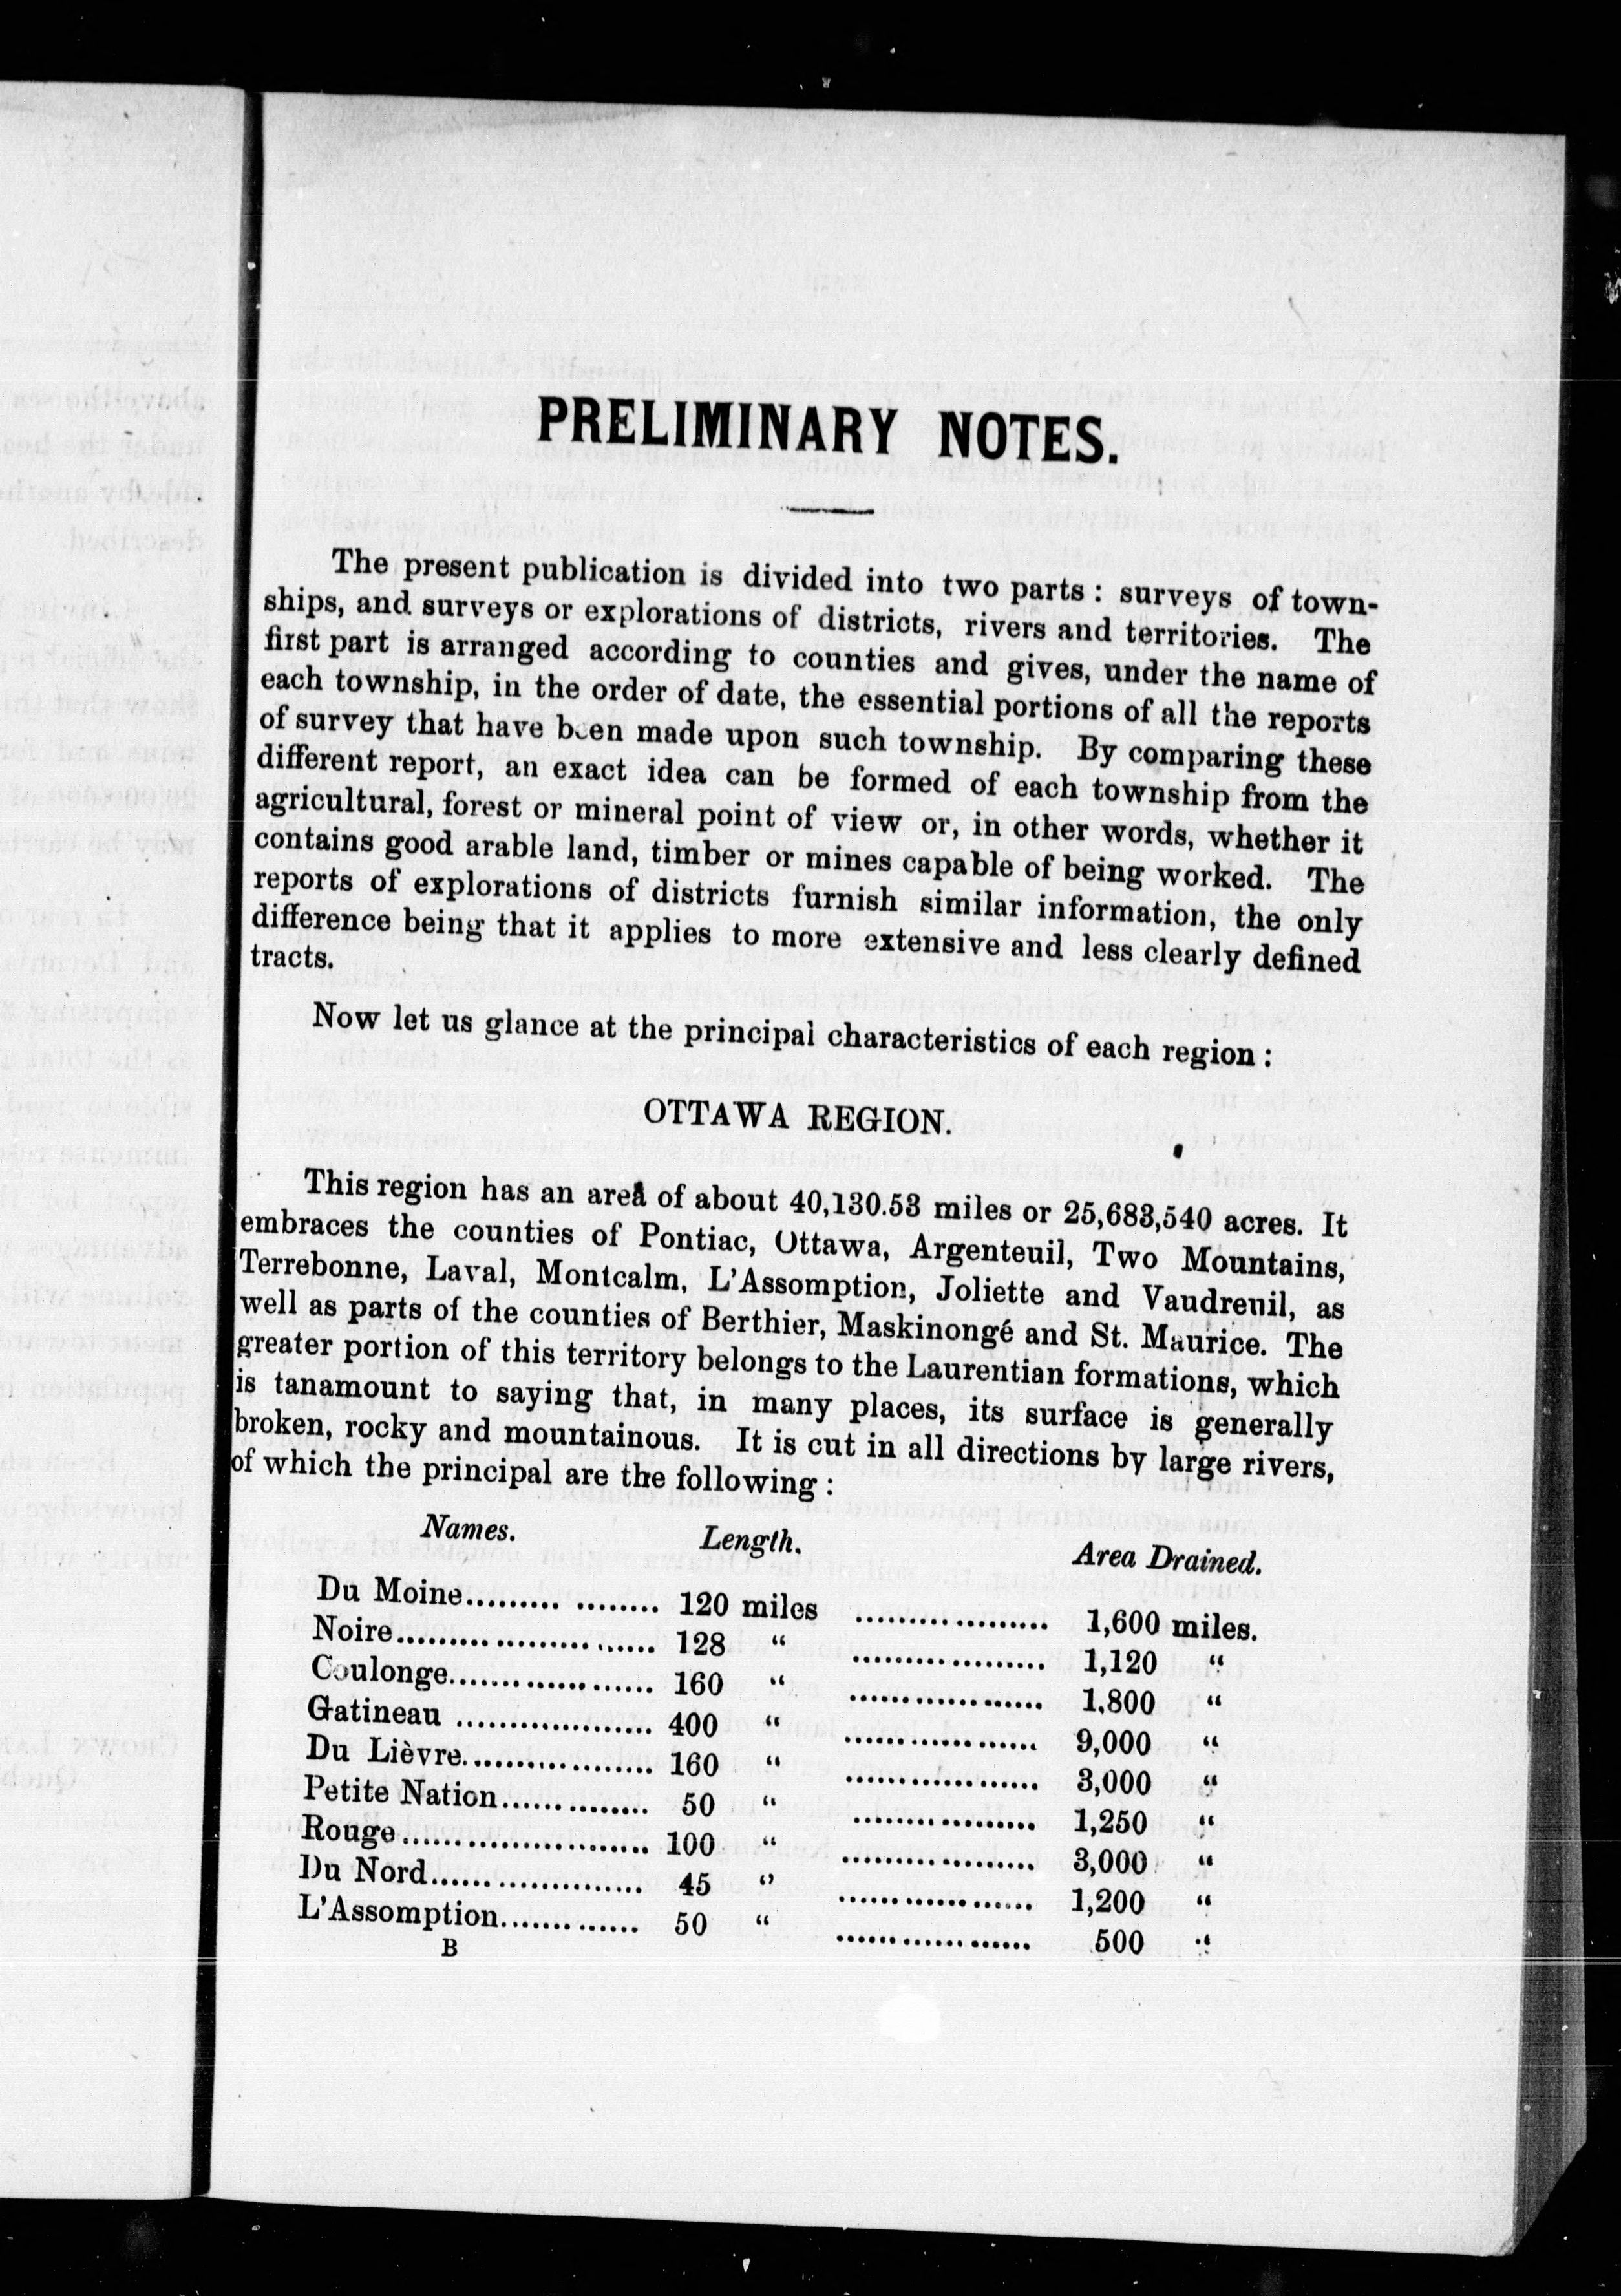 PRELIMINARY NOTES.
The present publication is divided into two parts : surveys of town-
ships, and surveys or explorations of districts, rivers and territories. The
first part is arranged according to counties and gives, under the name of
each township, in the order of date, the essential portions of all the reports
of survey that have been made upon such township. By comparing these
different report, an exact idea can be formed of each township from the
agricultural, forest or mineral point of view or, in other words, whether it
contains good arable land, timber or mines capable of being worked. The
reports of explorations of districts furnish similar information, the only
difference being that it applies to more extensive and less clearly defined
tracts.
Now let us glance at the principal characteristics of each region :
OTTAWA REGION.
This region has an area of about 40,130.53 miles or 25,683,540 acres. It
embraces the counties of Pontiac, Ottawa, Argenteuil, Two Mountains,
Terrebonne, Laval, Montcalm, L'Assomption, Joliette and Vaudreuil, as
well as parts of the counties of Berthier, Maskinongé and St. Maurice. The
greater portion of this territory belongs to the Laurentian formations, which
is tanamount to saying that, in many places, its surface is generally
broken, rocky and mountainous. It is cut in all directions by large rivers,
of which the principal are the following :
Names. Length. Area Drained.
Du Moine.................. 120 miles ................... 1,600 miles.
Noire......................... 128 “ ................... 1,120 “
Coulonge.................... 160 “ ................... 1,800 “
Gatineau ................... 400 “ ................... 9,000 “
Du Lièvre................... 160 “ ................... 3,000 “
Petite Nation............... 50 “ .................. 1,250 “
Rouge........................ 100 “ ................... 3,000 “
Du Nord..................... 45 “ ................... 1,200 “
L'Assomption............. 50 “ ................... 500 “
B